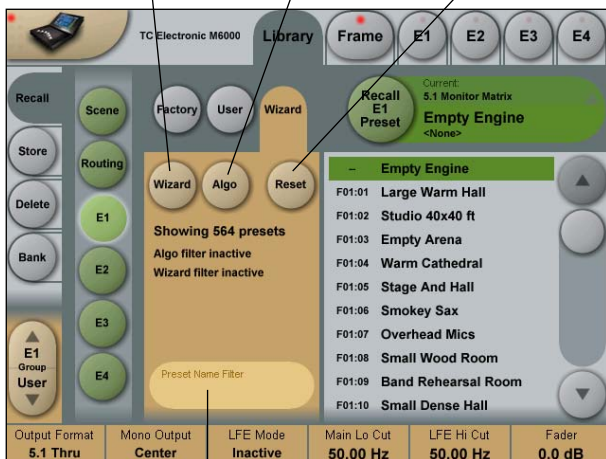 TC Electronic M6000
Library
Frame
E1
E2
E3
E4
Recall
Store
Delete
Bank
E1
Group
User
Scene
Routing
E1
E2
E3
E4
Factory
User
Wizard
Wizard
Algo
Reset
Showing 564 presets
Algo filter inactive
Wizard filter inactive
Preset Name Filter
Recall
E1
Preset
Current:
5.1 Monitor Matrix
Empty Engine
<None>
-- Empty Engine
F01:01 Large Warm Hall
F01:02 Studio 40x40 ft
F01:03 Empty Arena
F01:04 Warm Cathedral
F01:05 Stage And Hall
F01:06 Smokey Sax
F01:07 Overhead Mics
F01:08 Small Wood Room
F01:09 Band Rehearsal Room
F01:10 Small Dense Hall
Output Format
5.1 Thru
Mono Output
Center
LFE Mode
Inactive
Main Lo Cut
50.00 Hz
LFE Hi Cut
50.00 Hz
Fader
0.0 dB